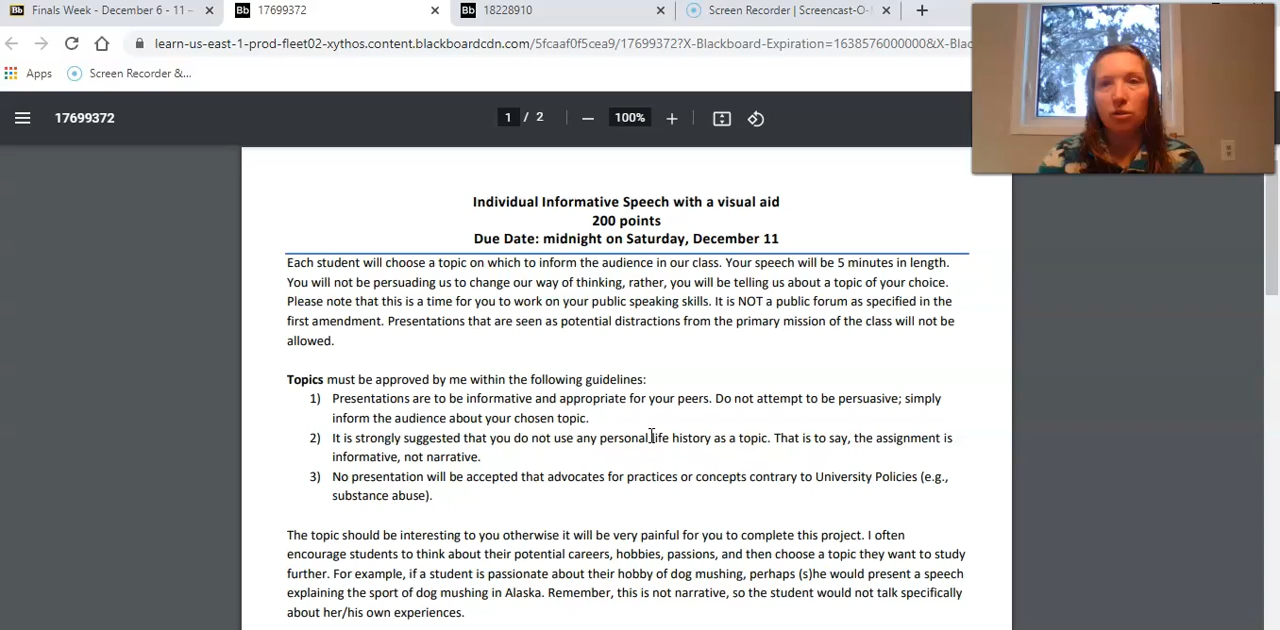 Finals Week - December 6 - 11 -
17699372
18228910
Screen Recorder | Screencast-O-
learn-us-east-1-prod-fleet02-xythos.content.blackboardcdn.com/5fcaaf0f5cea9/17699372?X-Blackboard-Expiration=1638576000000&X-Blac
Apps
Screen Recorder &...
17699372
1 / 2
100%
Individual Informative Speech with a visual aid
200 points
Due Date: midnight on Saturday, December 11
Each student will choose a topic on which to inform the audience in our class. Your speech will be 5 minutes in length.
You will not be persuading us to change our way of thinking, rather, you will be telling us about a topic of your choice.
Please note that this is a time for you to work on your public speaking skills. It is NOT a public forum as specified in the
first amendment. Presentations that are seen as potential distractions from the primary mission of the class will not be
allowed.
Topics must be approved by me within the following guidelines:
1) Presentations are to be informative and appropriate for your peers. Do not attempt to be persuasive; simply
inform the audience about your chosen topic.
2) It is strongly suggested that you do not use any personal life history as a topic. That is to say, the assignment is
informative, not narrative.
3) No presentation will be accepted that advocates for practices or concepts contrary to University Policies (e.g.,
substance abuse).
The topic should be interesting to you otherwise it will be very painful for you to complete this project. I often
encourage students to think about their potential careers, hobbies, passions, and then choose a topic they want to study
further. For example, if a student is passionate about their hobby of dog mushing, perhaps (s)he would present a speech
explaining the sport of dog mushing in Alaska. Remember, this is not narrative, so the student would not talk specifically
about her/his own experiences.